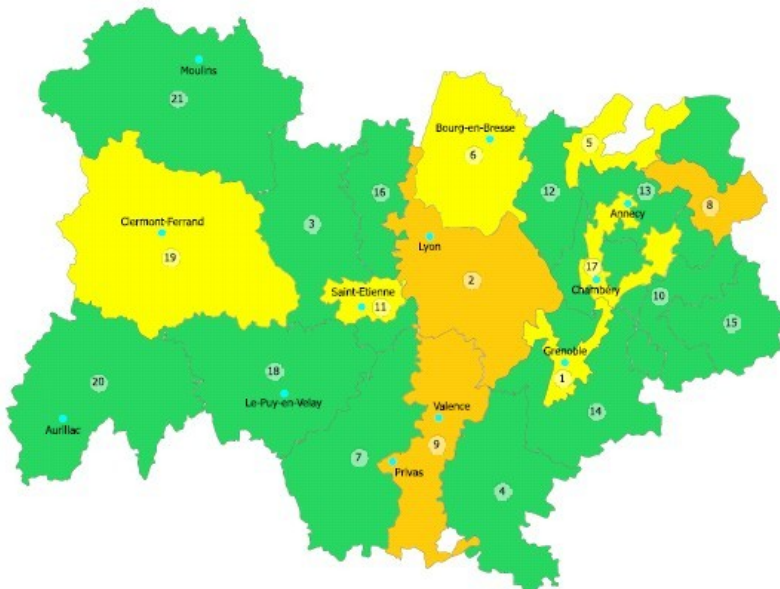 Moulins
21
Bourg-en-Bresse
6
5
16
12
13
8
Annecy
3
Clermont-Ferrand
19
Lyon
2
17
Chambéry
10
Saint-Etienne
11
15
Grenoble
1
18
Le-Puy-en-Velay
20
Aurillac
14
Valence
9
7
Privas
4